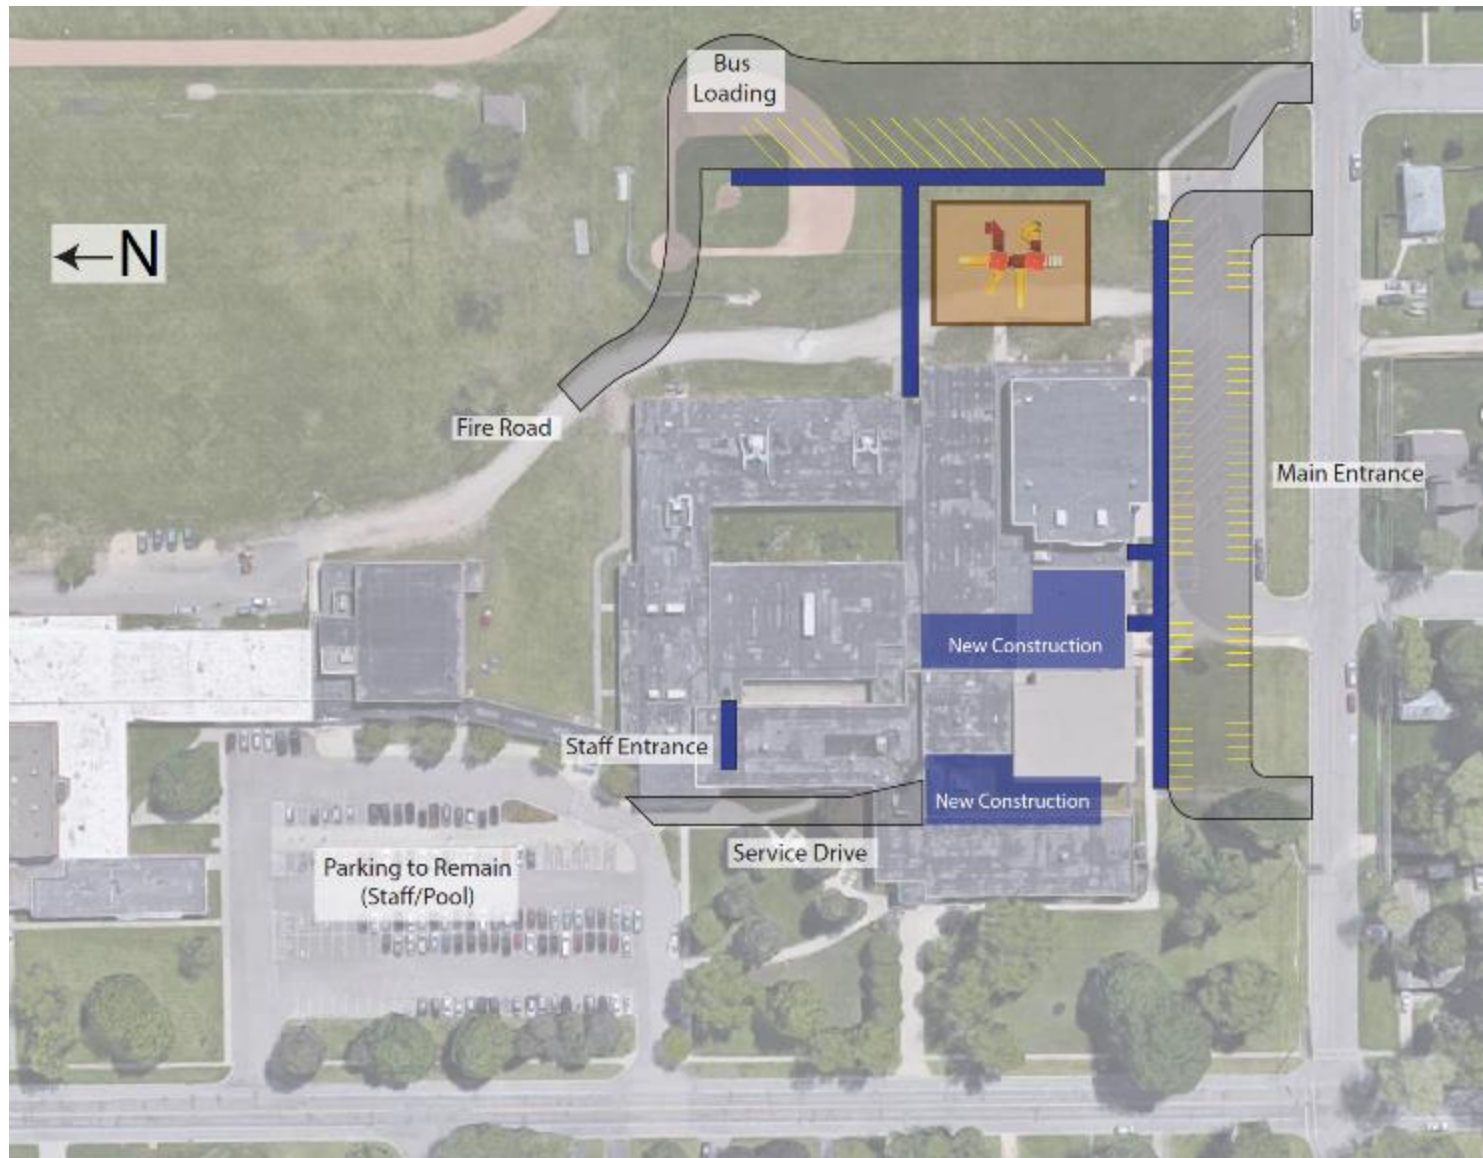 Bus
Loading
N
Fire Road
Main Entrance
New Construction
Staff Entrance
New Construction
Service Drive
Parking to Remain
(Staff/Pool)